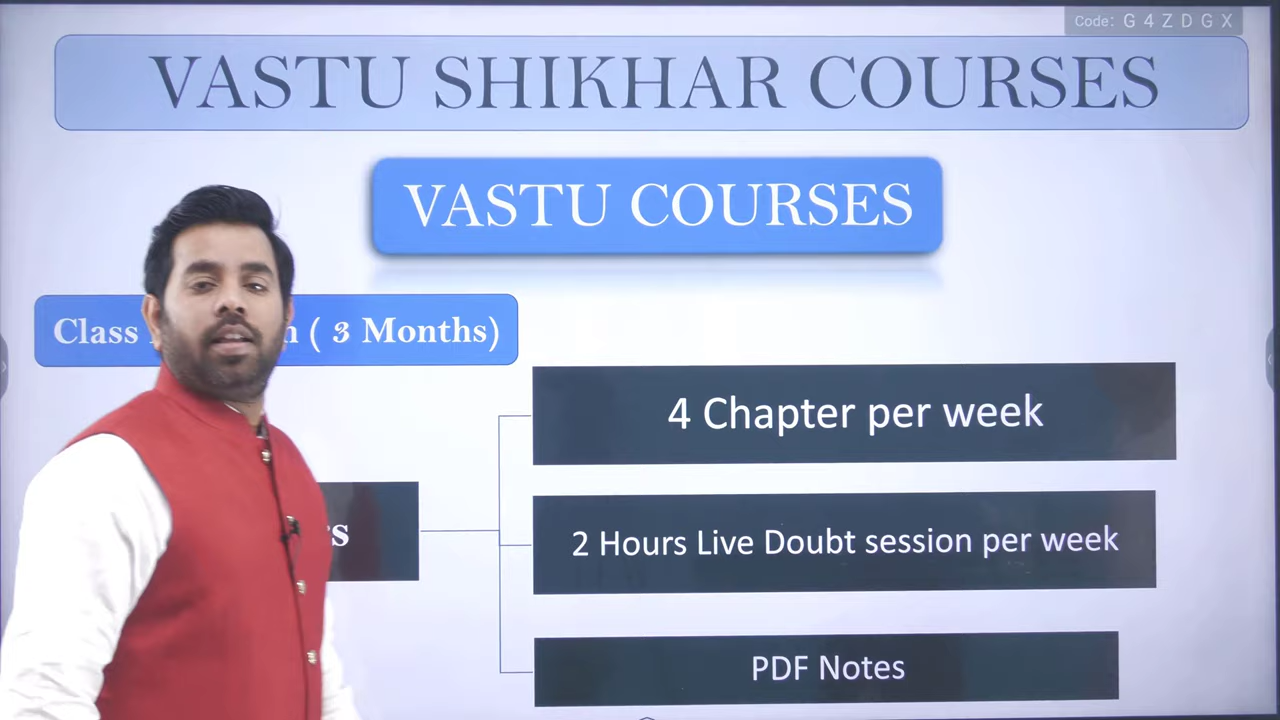 Code: G 4 Z D G X
VASTU SHIKHAR COURSES
VASTU COURSES
Class ( 3 Months)
4 Chapter per week
2 Hours Live Doubt session per week
PDF Notes